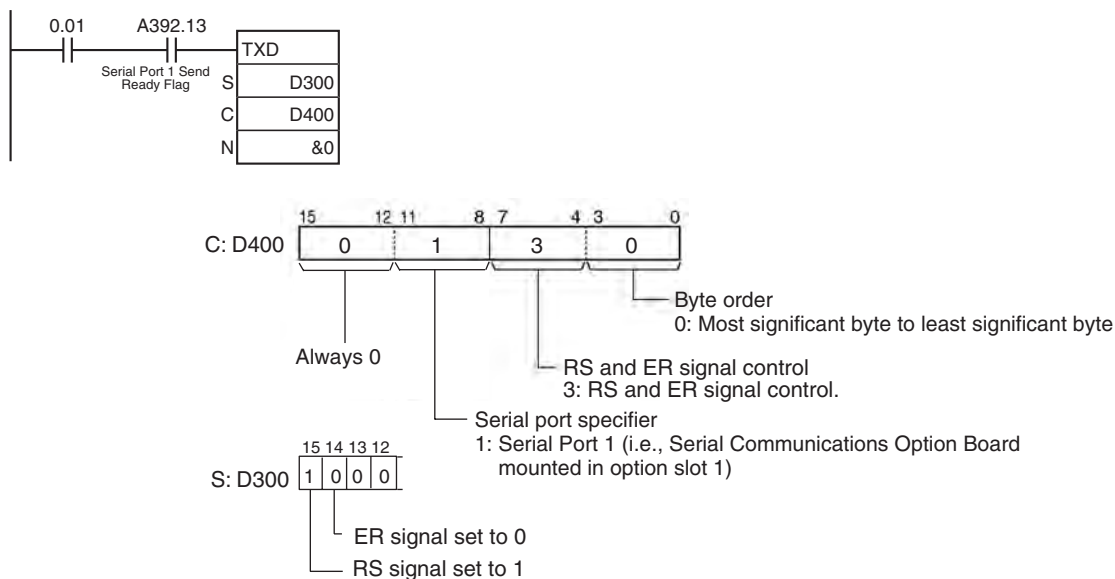 0.01 A392.13
TXD
Serial Port 1 Send
Ready Flag
S D300
C D400
N &0
15 12 11 8 7 4 3 0
C: D400 0 1 3 0
Byte order
0: Most significant byte to least significant byte
Always 0
RS and ER signal control
3: RS and ER signal control.
Serial port specifier
1: Serial Port 1 (i.e., Serial Communications Option Board
mounted in option slot 1)
15 14 13 12
S: D300 1 0 0 0
ER signal set to 0
RS signal set to 1